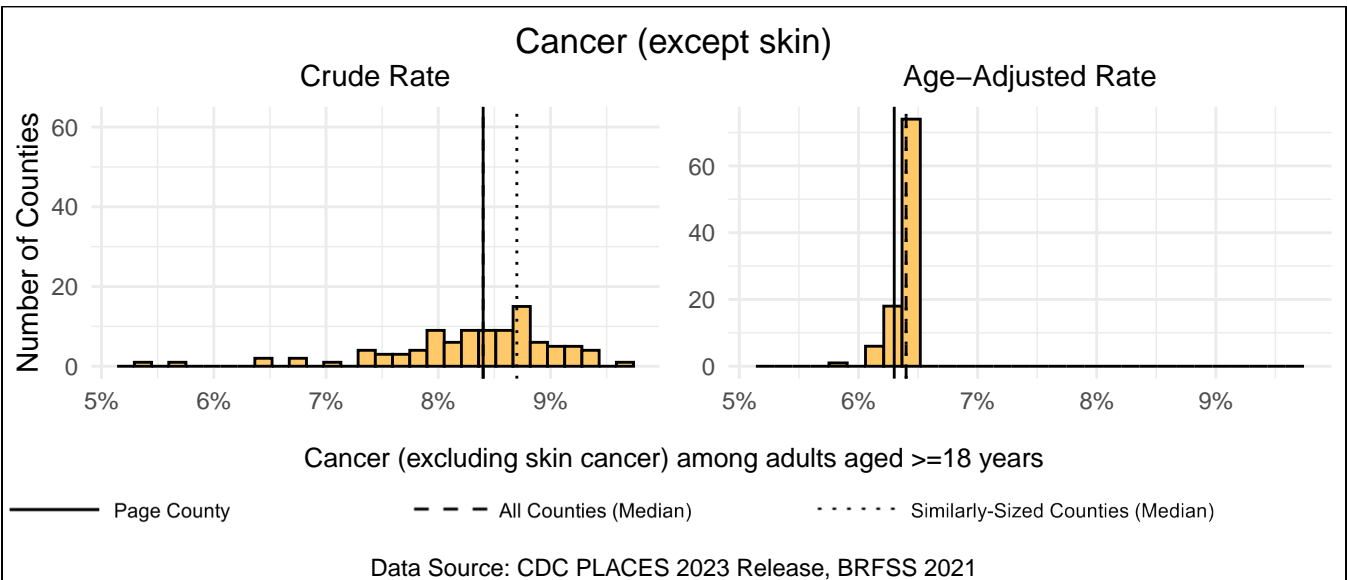 Cancer (except skin)
Crude Rate
Age−Adjusted Rate
Number of Counties
60
40
20
0
5%
6%
7%
8%
9%
60
40
20
0
5%
6%
7%
8%
9%
Cancer (excluding skin cancer) among adults aged >=18 years
Page County
All Counties (Median)
Similarly-Sized Counties (Median)
Data Source: CDC PLACES 2023 Release, BRFSS 2021